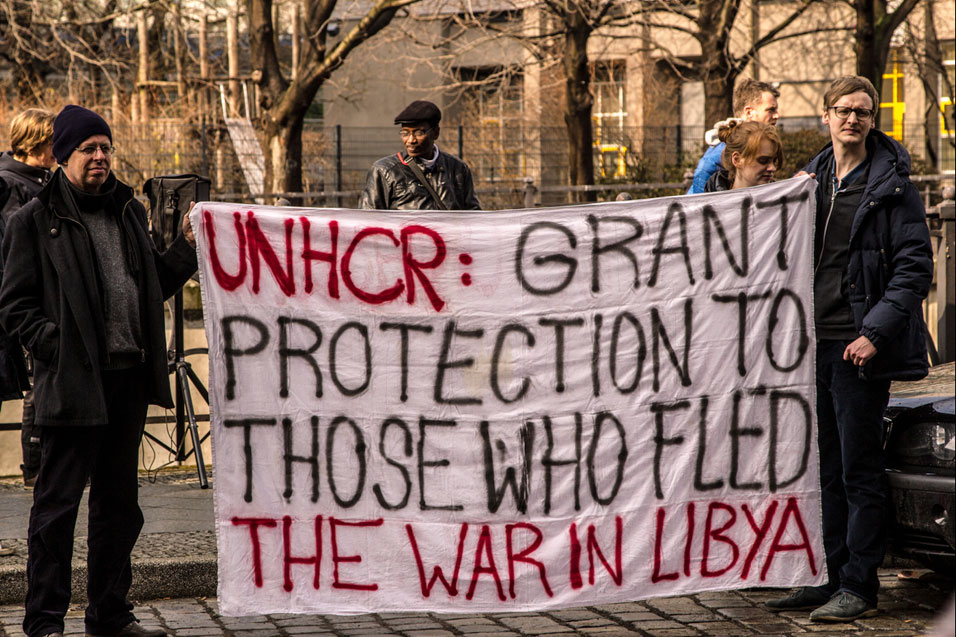 UNHCR: GRANT
PROTECTION TO
THOSE WHO FLED
THE WAR IN LIBYA